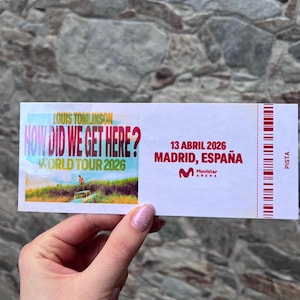 LOUIS TOMLINSON
HOW DID WE GET HERE?
WORLD TOUR 2026
13 ABRIL 2026
MADRID, ESPAÑA
Movistar
ARENA
PISTA